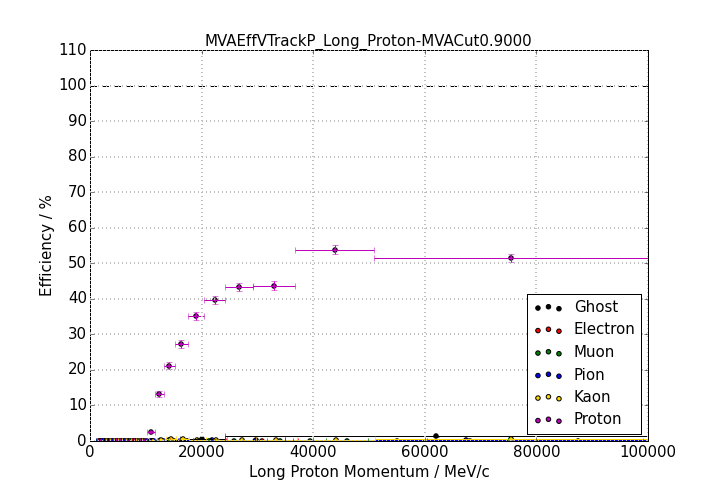 MVAEffVTrackP_Long_Proton-MVACut0.9000
110
100
90
80
70
60
50
40
30
20
10
0
Efficiency / %
Ghost
Electron
Muon
Pion
Kaon
Proton
0 20000 40000 60000 80000 100000
Long Proton Momentum / MeV/c